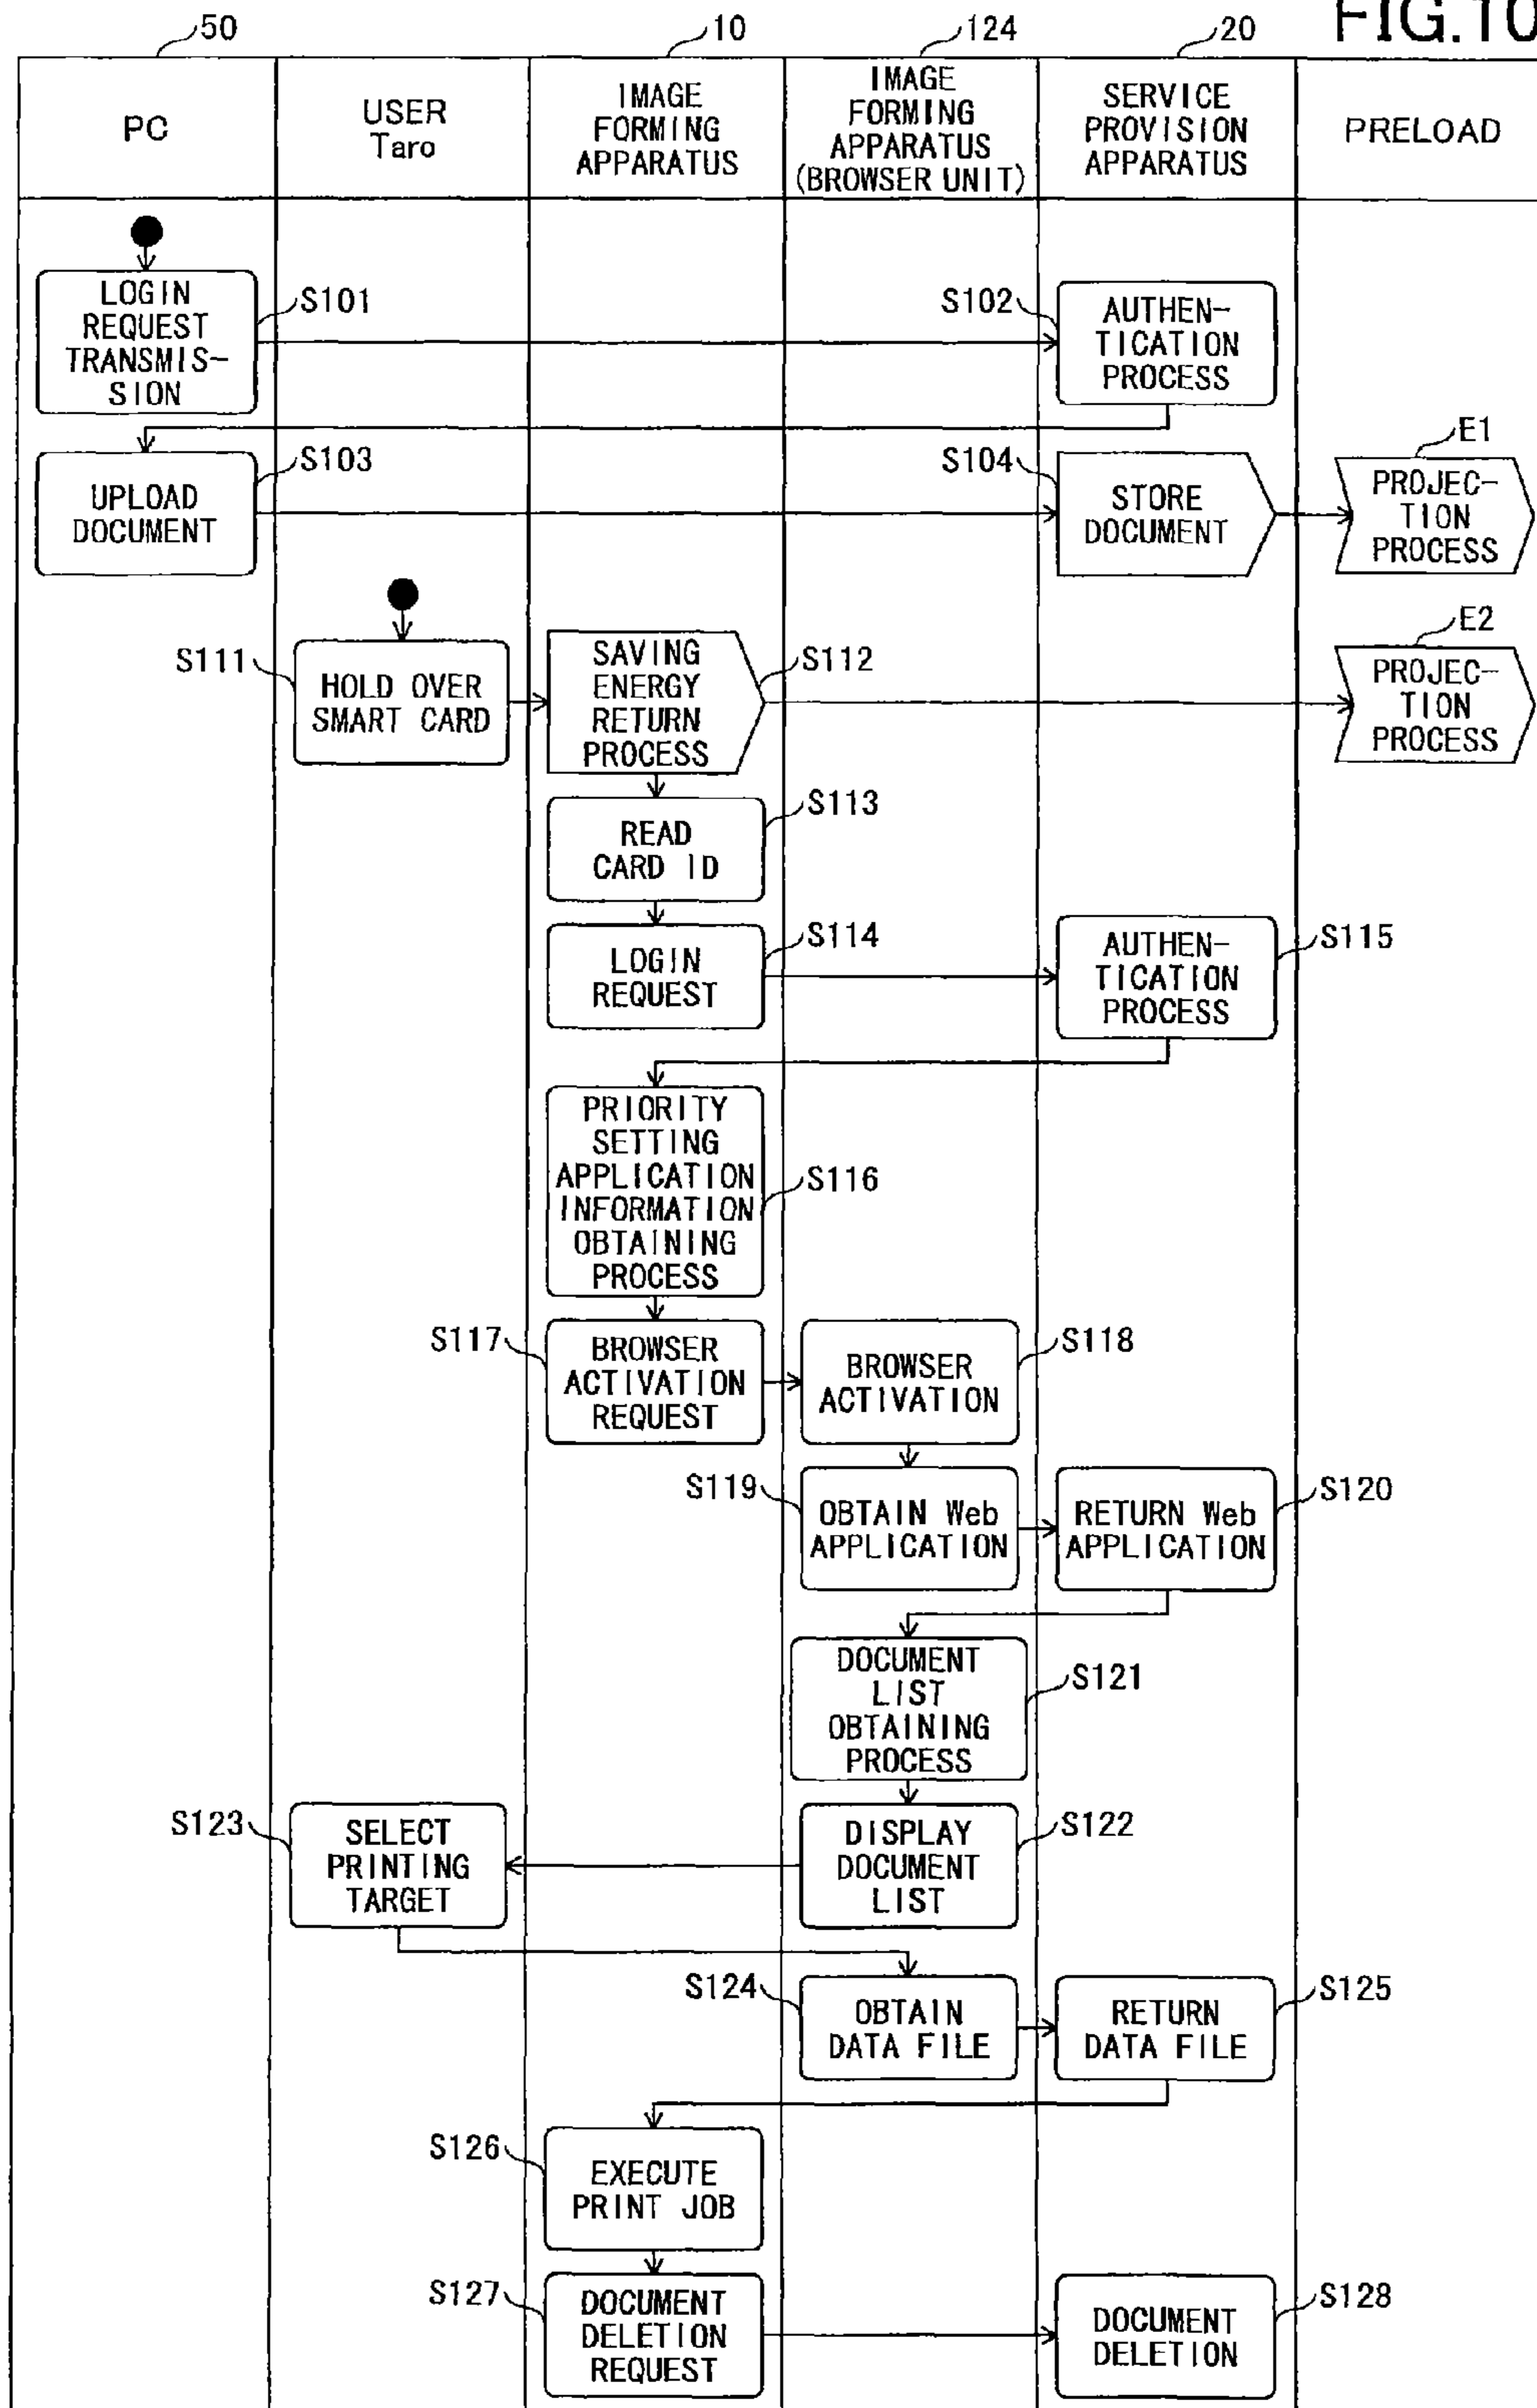 FIG.10
50
10
124
20
PC
USER
Taro
IMAGE
FORMING
APPARATUS
IMAGE
FORMING
APPARATUS
(BROWSER UNIT)
SERVICE
PROVISION
APPARATUS
PRELOAD
LOGIN
REQUEST
TRANSMIS-
SION
S101
S102
AUTHEN-
TICATION
PROCESS
UPLOAD
DOCUMENT
S103
S104
STORE
DOCUMENT
E1
PROJEC-
TION
PROCESS
S111
HOLD OVER
SMART CARD
SAVING
ENERGY
RETURN
PROCESS
S112
E2
PROJEC-
TION
PROCESS
READ
CARD ID
S113
LOGIN
REQUEST
S114
AUTHEN-
TICATION
PROCESS
S115
PRIORITY
SETTING
APPLICATION
INFORMATION
OBTAINING
PROCESS
S116
S117
BROWSER
ACTIVATION
REQUEST
BROWSER
ACTIVATION
S118
S119
OBTAIN Web
APPLICATION
RETURN Web
APPLICATION
S120
DOCUMENT
LIST
OBTAINING
PROCESS
S121
S123
SELECT
PRINTING
TARGET
DISPLAY
DOCUMENT
LIST
S122
S124
OBTAIN
DATA FILE
RETURN
DATA FILE
S125
S126
EXECUTE
PRINT JOB
S127
DOCUMENT
DELETION
REQUEST
DOCUMENT
DELETION
S128